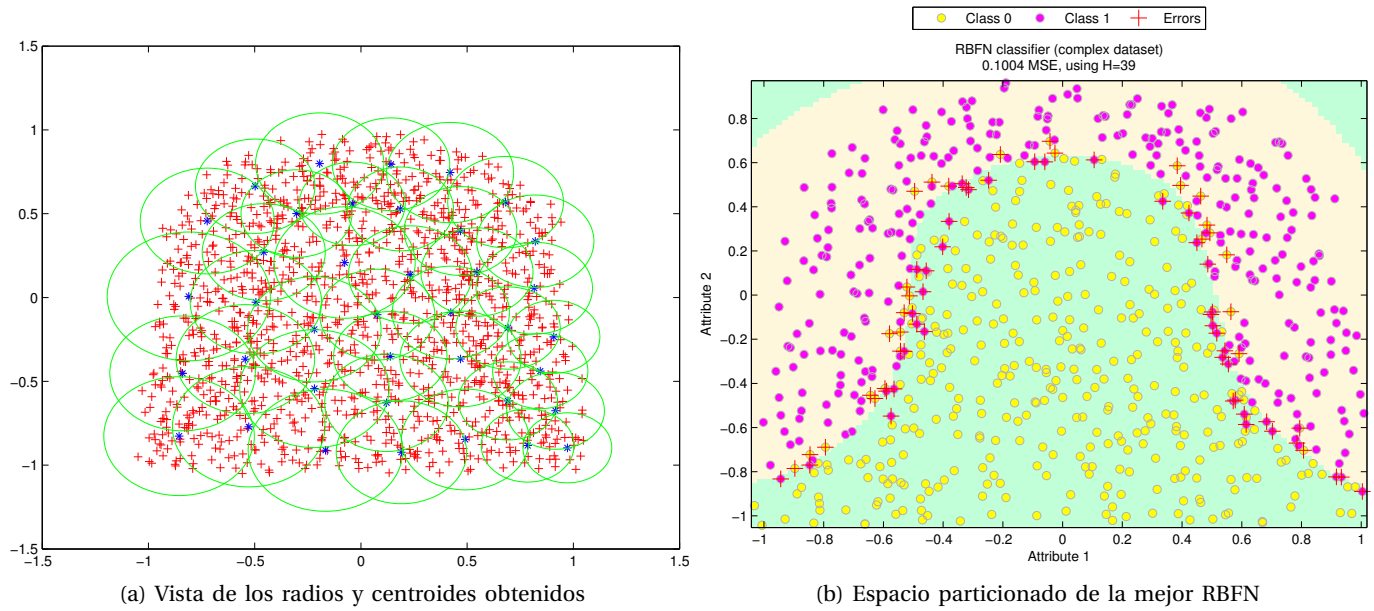 Class 0 Class 1 Errors
RBFN classifier (complex dataset)
0.1004 MSE, using H=39
1.5
1
0.5
0
−0.5
−1
−1.5
−1.5 −1 −0.5 0 0.5 1 1.5
(a) Vista de los radios y centroides obtenidos
0.8
0.6
0.4
0.2
0
−0.2
−0.4
−0.6
−0.8
−1
Attribute 2
−1 −0.8 −0.6 −0.4 −0.2 0 0.2 0.4 0.6 0.8 1
Attribute 1
(b) Espacio particionado de la mejor RBFN